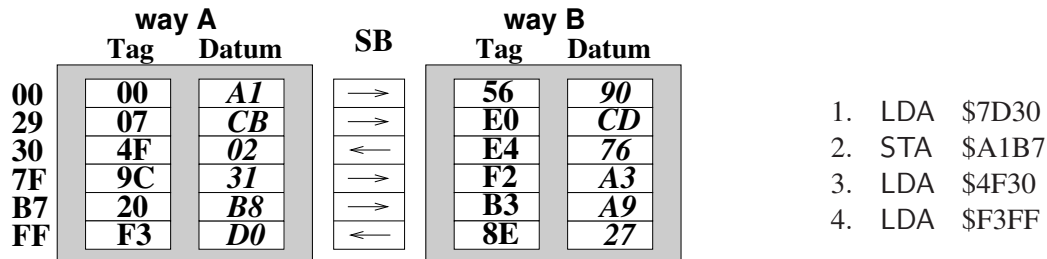 way A SB way B
Tag Datum Tag Datum
00 00 A1 → 56 90
29 07 CB → E0 CD
30 4F 02 ← E4 76
7F 9C 31 → F2 A3
B7 20 B8 → B3 A9
FF F3 D0 ← 8E 27
1. LDA $7D30
2. STA $A1B7
3. LDA $4F30
4. LDA $F3FF